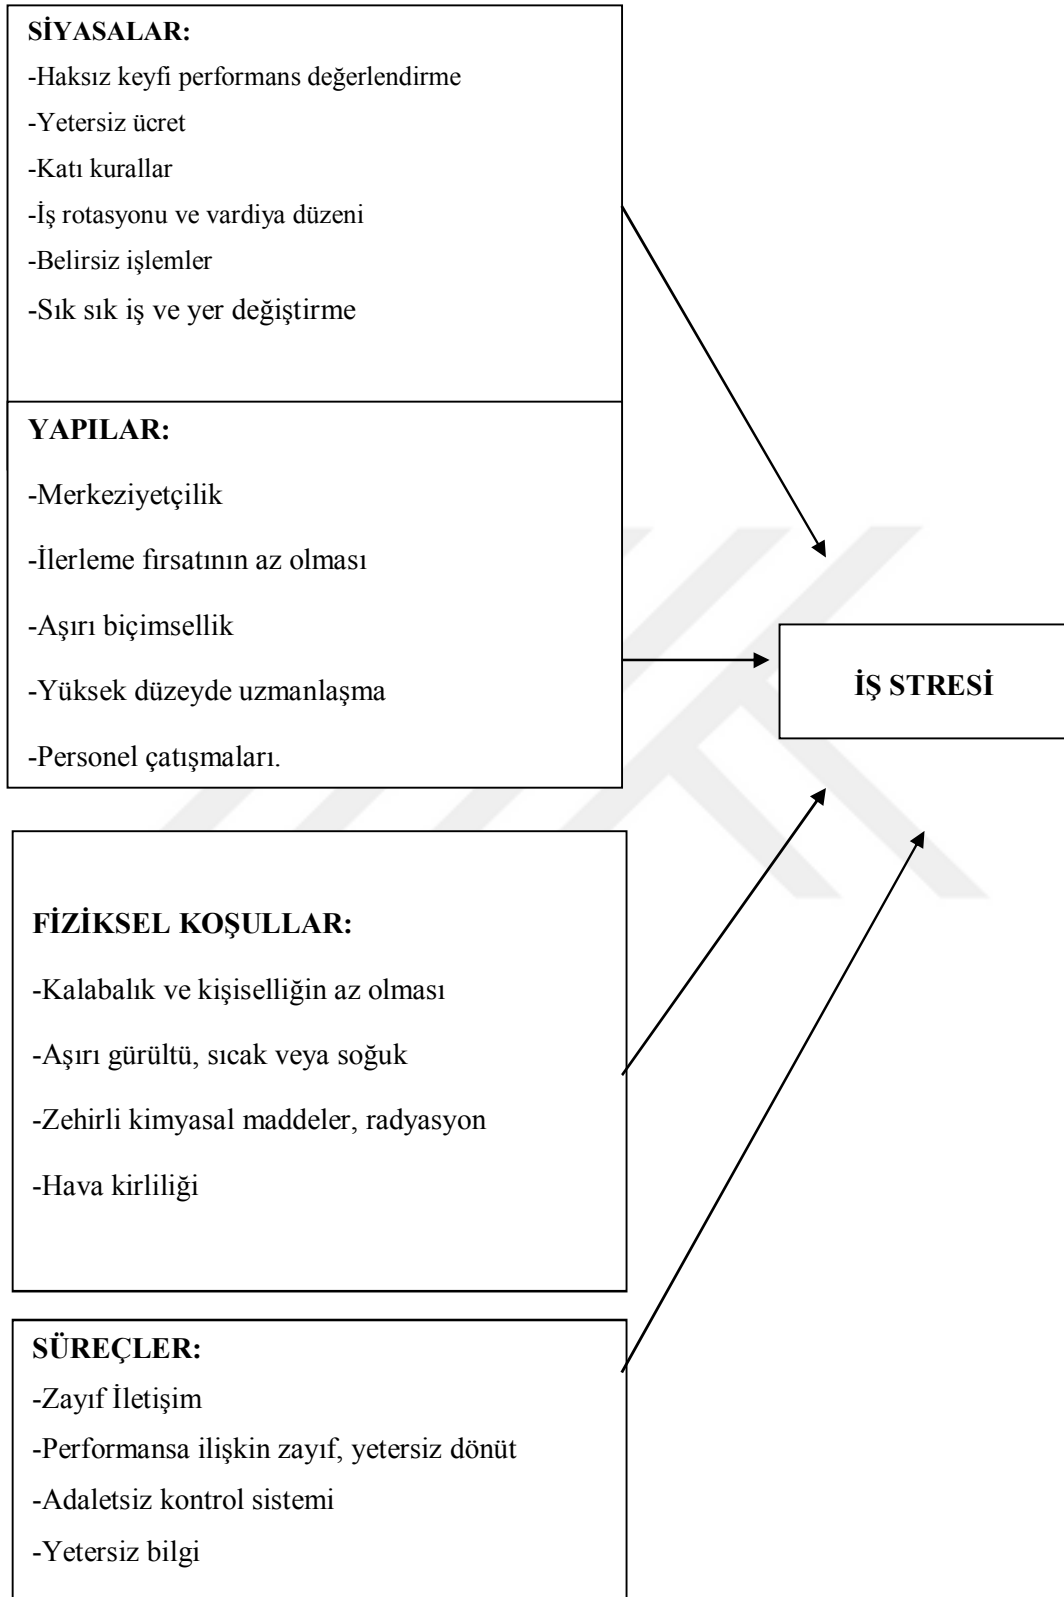 SİYASALAR:
-Haksız keyfi performans değerlendirme
-Yetersiz ücret
-Katı kurallar
-İş rotasyonu ve vardiya düzeni
-Belirsiz işlemler
-Sık sık iş ve yer değiştirme
YAPILAR:
-Merkeziyetçilik
-İlerleme fırsatının az olması
-Aşırı biçimsellik
-Yüksek düzeyde uzmanlaşma
-Personel çatışmaları.
İŞ STRESİ
FİZİKSEL KOŞULLAR:
-Kalabalık ve kişiselliğin az olması
-Aşırı gürültü, sıcak veya soğuk
-Zehirli kimyasal maddeler, radyasyon
-Hava kirliliği
SÜREÇLER:
-Zayıf İletişim
-Performansa ilişkin zayıf, yetersiz dönüt
-Adaletsiz kontrol sistemi
-Yetersiz bilgi